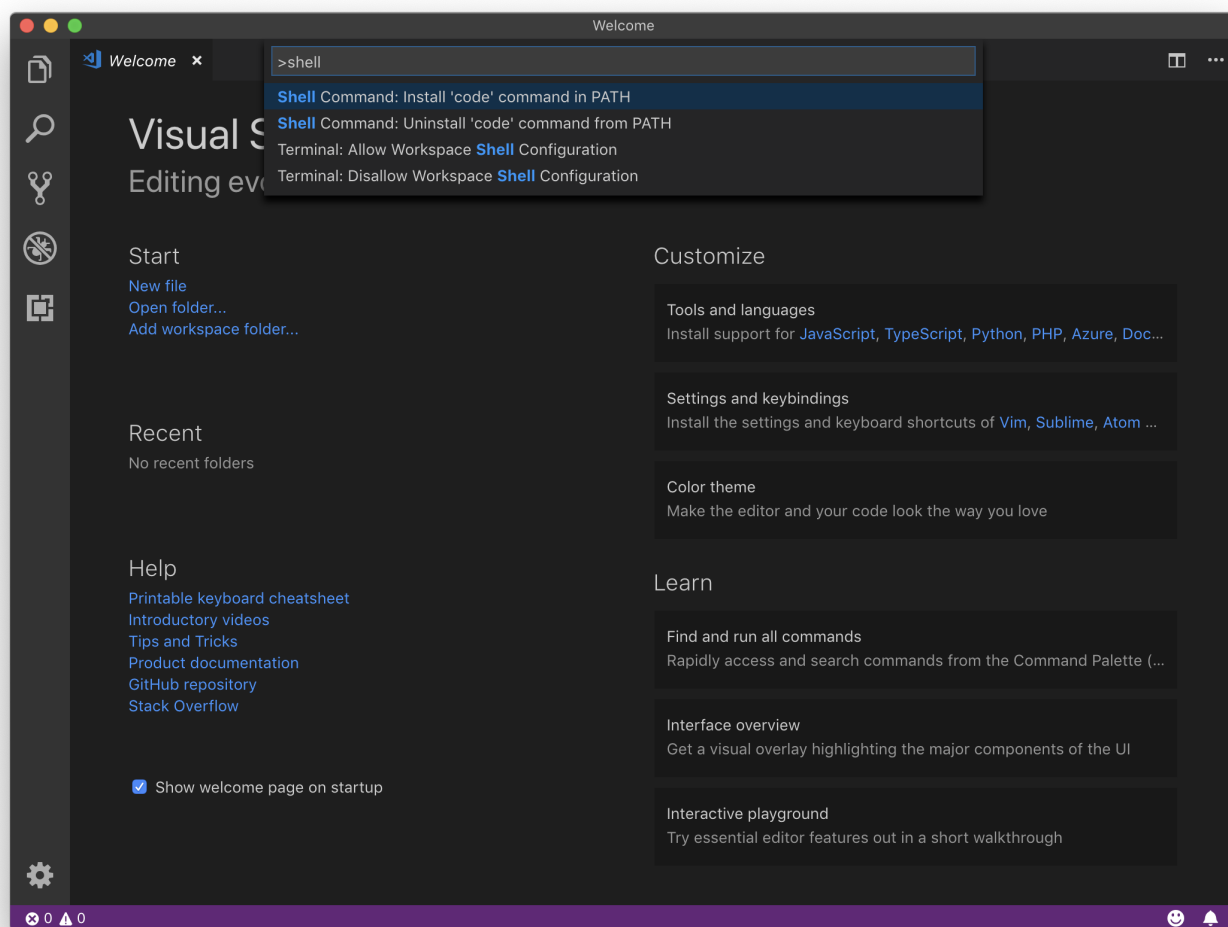 Welcome
Welcome
>shell
Shell Command: Install 'code' command in PATH
Shell Command: Uninstall 'code' command from PATH
Terminal: Allow Workspace Shell Configuration
Terminal: Disallow Workspace Shell Configuration
Visual S
Editing evo
Start
New file
Open folder...
Add workspace folder...
Recent
No recent folders
Help
Printable keyboard cheatsheet
Introductory videos
Tips and Tricks
Product documentation
GitHub repository
Stack Overflow
Show welcome page on startup
Customize
Tools and languages
Install support for JavaScript, TypeScript, Python, PHP, Azure, Doc...
Settings and keybindings
Install the settings and keyboard shortcuts of Vim, Sublime, Atom ...
Color theme
Make the editor and your code look the way you love
Learn
Find and run all commands
Rapidly access and search commands from the Command Palette (...
Interface overview
Get a visual overlay highlighting the major components of the UI
Interactive playground
Try essential editor features out in a short walkthrough
0 0